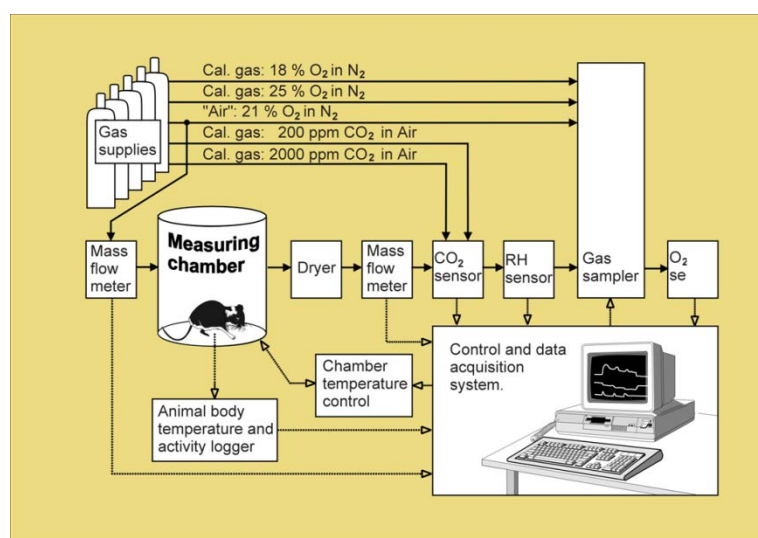 Cal. gas: 18 % O₂ in N₂
Cal. gas: 25 % O₂ in N₂
"Air": 21 % O₂ in N₂
Cal. gas: 200 ppm CO₂ in Air
Cal. gas: 2000 ppm CO₂ in Air
Gas
supplies
Mass
flow
meter
Measuring
chamber
Dryer
Mass
flow
meter
CO₂
sensor
RH
sensor
Gas
sampler
O₂
se
Control and data
acquisition
system.
Chamber
temperature
control
Animal body
temperature and
activity logger